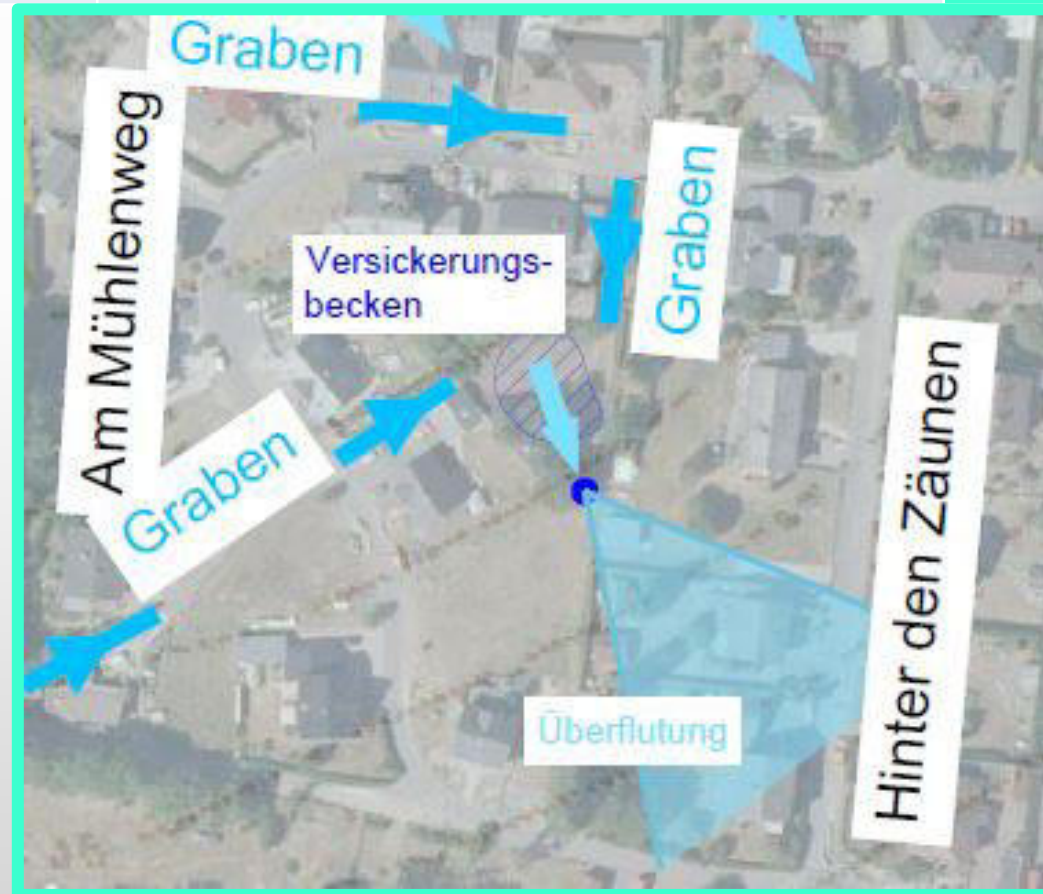 Graben
Am Mühlenweg
Graben
Versickerungs-
becken
Graben
Hinter den Zäunen
Überflutung